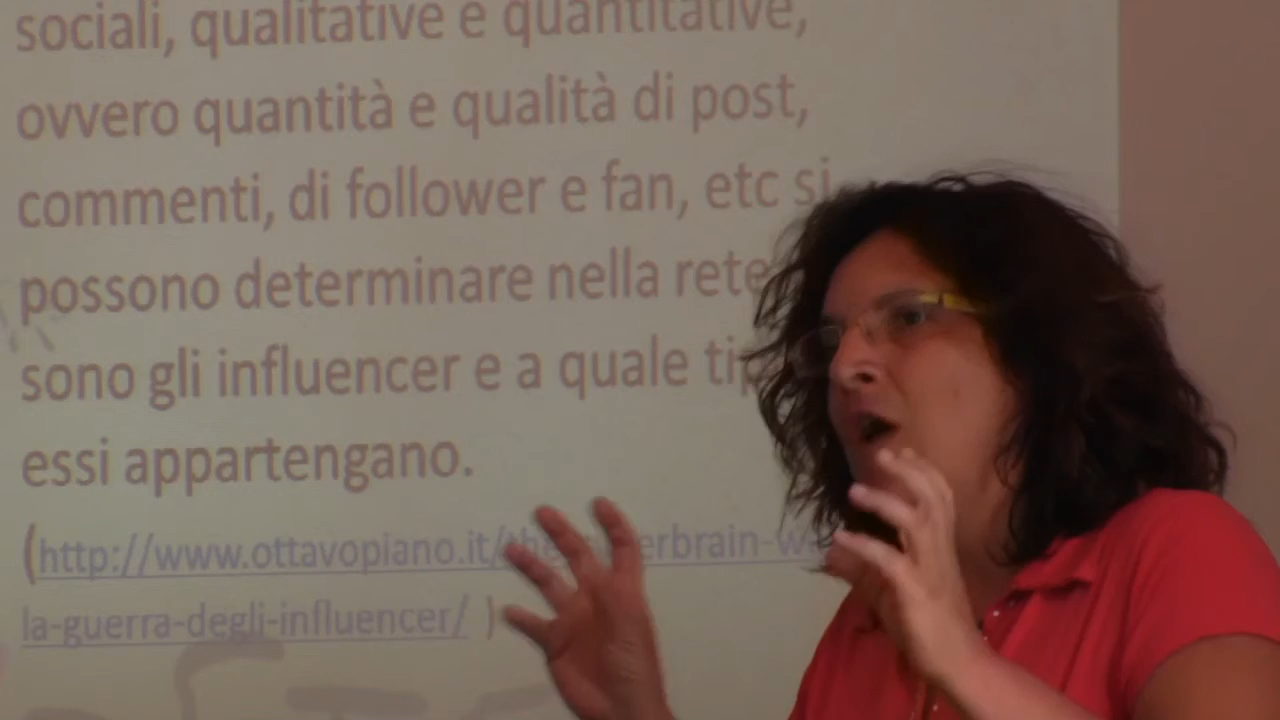 sociali, qualitative e quantitative,
ovvero quantità e qualità di post,
commenti, di follower e fan, etc si
possono determinare nella rete
sono gli influencer e a quale
essi appartengano.
(http://www.ottavopiano.it/
la-guerra-degli-influencer/ )